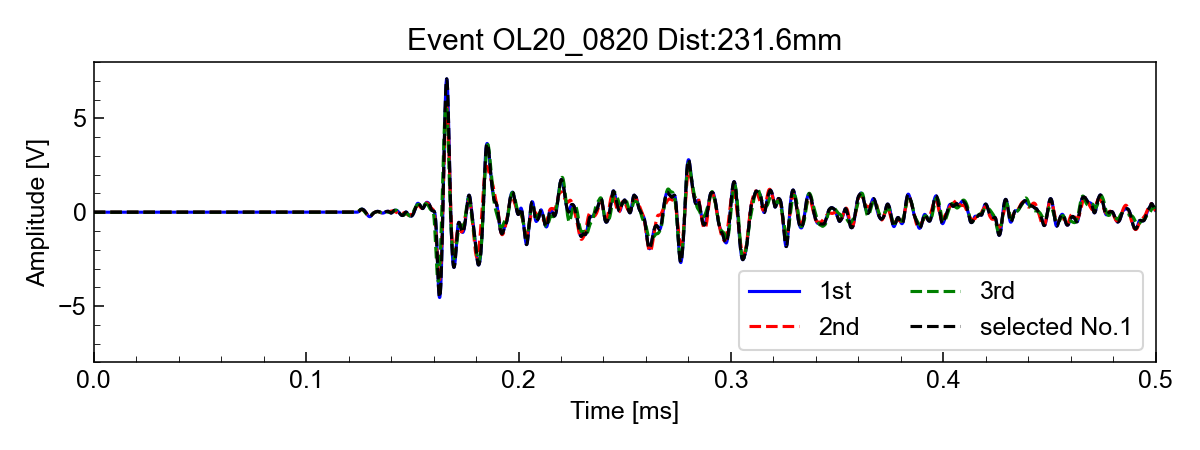 Event OL20_0820 Dist:231.6mm
Amplitude [V]
5
0
−5
1st
2nd
3rd
selected No.1
0.0 0.1 0.2 0.3 0.4 0.5
Time [ms]